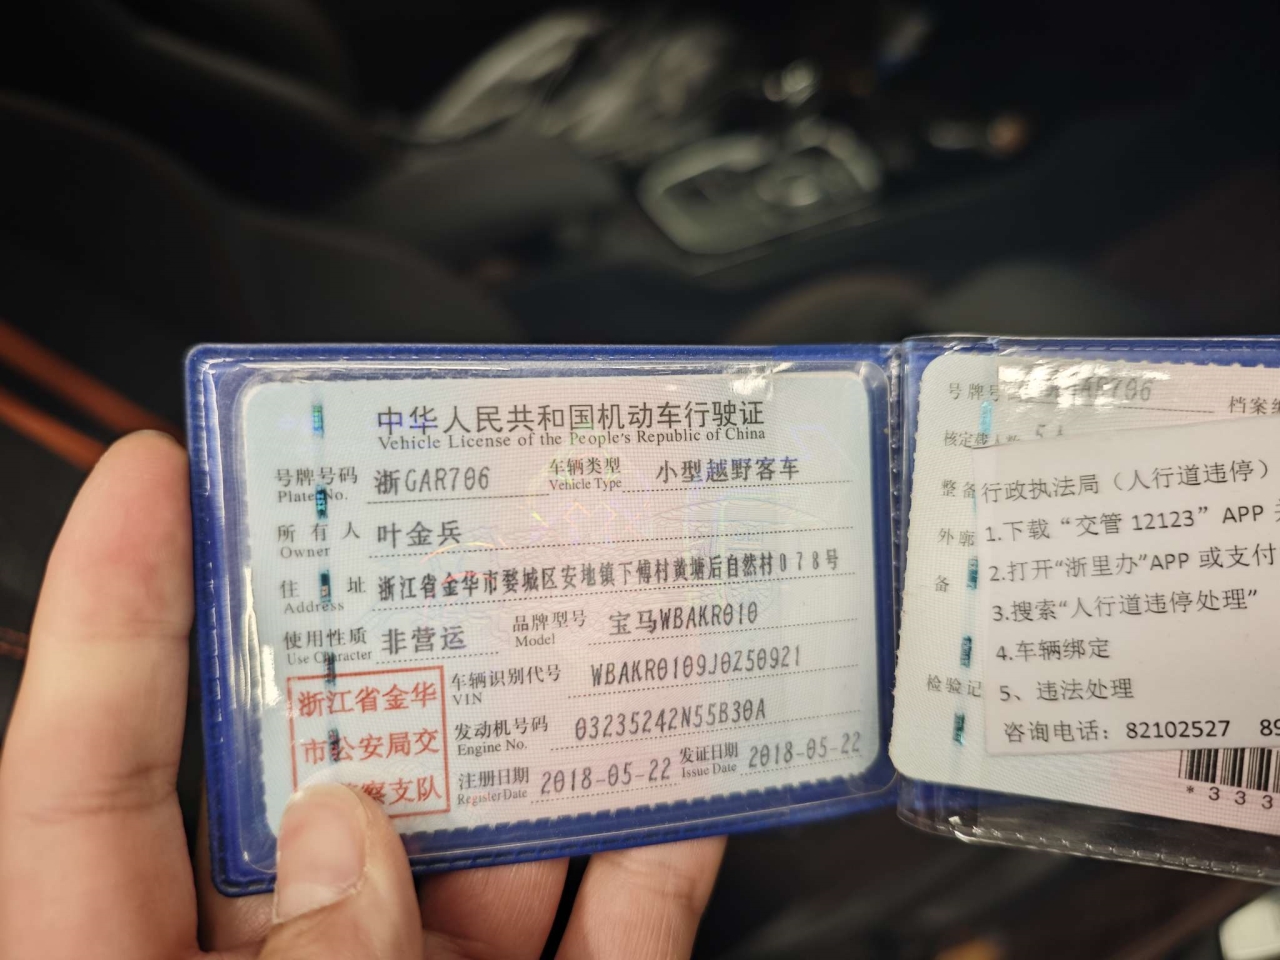 中华人民共和国机动车行驶证
Vehicle License of the People's Republic of China
号牌号码 浙GAR706 车辆类型 小型越野客车
Plate No. Vehicle Type
所有人 叶金兵
Owner
住址 浙江省金华市婺城区安地镇下傅村黄塘后自然村078号
Address
使用性质 非营运 品牌型号 宝马WBAKR010
Use Character Model
浙江省金华
市公安局交
察支队
车辆识别代号 WBAKR0109J0Z50921
VIN
发动机号码 03235242N55B30A
Engine No.
注册日期 2018-05-22 发证日期 2018-05-22
Register Date Issue Date
号牌号 AR706 档案
核定载人数 5人
整备
外廓
备
检验记
行政执法局（人行道违停）
1.下载“交管 12123” APP
2.打开“浙里办”APP 或支付
3.搜索“人行道违停处理”
4.车辆绑定
5、违法处理
咨询电话：82102527 89
*333